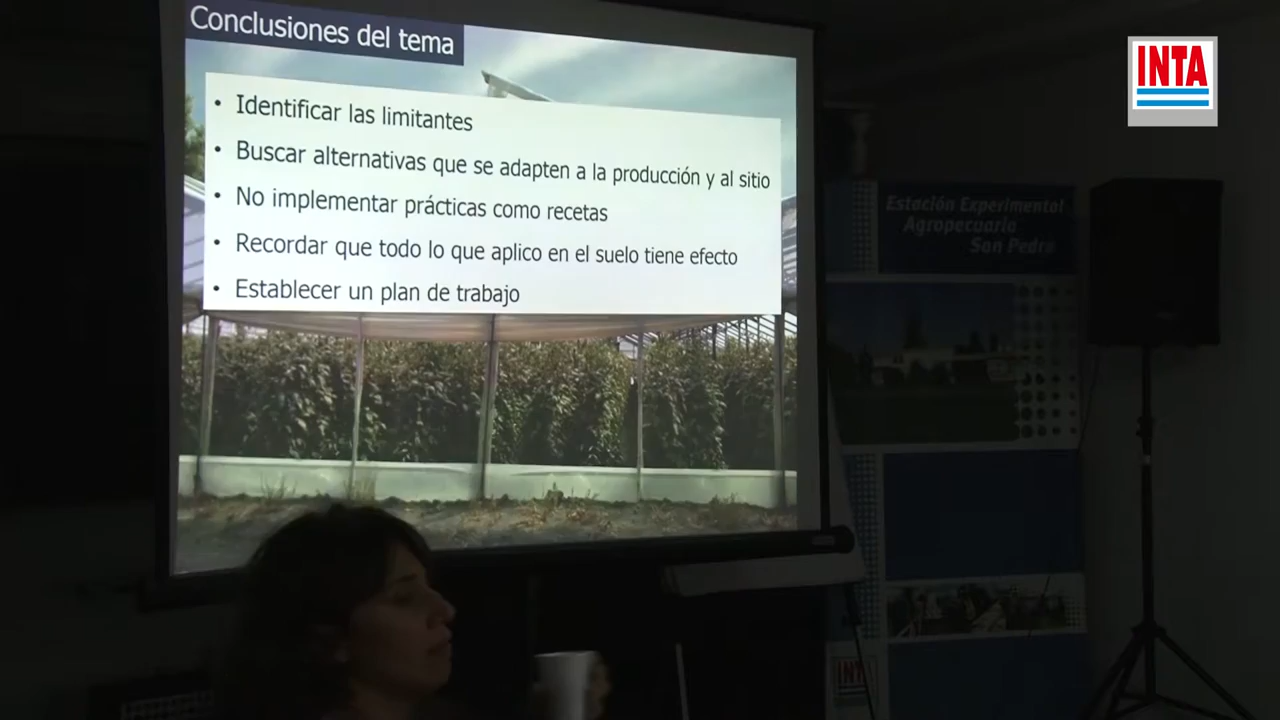 Conclusiones del tema
• Identificar las limitantes
• Buscar alternativas que se adapten a la producción y al sitio
• No implementar prácticas como recetas
• Recordar que todo lo que aplico en el suelo tiene efecto
• Establecer un plan de trabajo
INTA
Estación Experimental
Agropecuaria
San Pedro
INTA